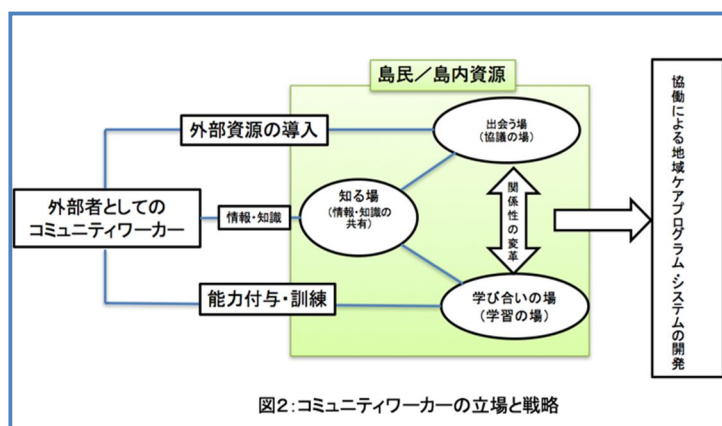 島民／島内資源
外部資源の導入
出会う場
(協議の場)
外部者としての
コミュニティワーカー
情報・知識
知る場
(情報・知識の
共有)
関係性の変革
能力付与・訓練
学び合いの場
(学習の場)
協働による地域ケアプログラム・システムの開発
図2：コミュニティワーカーの立場と戦略